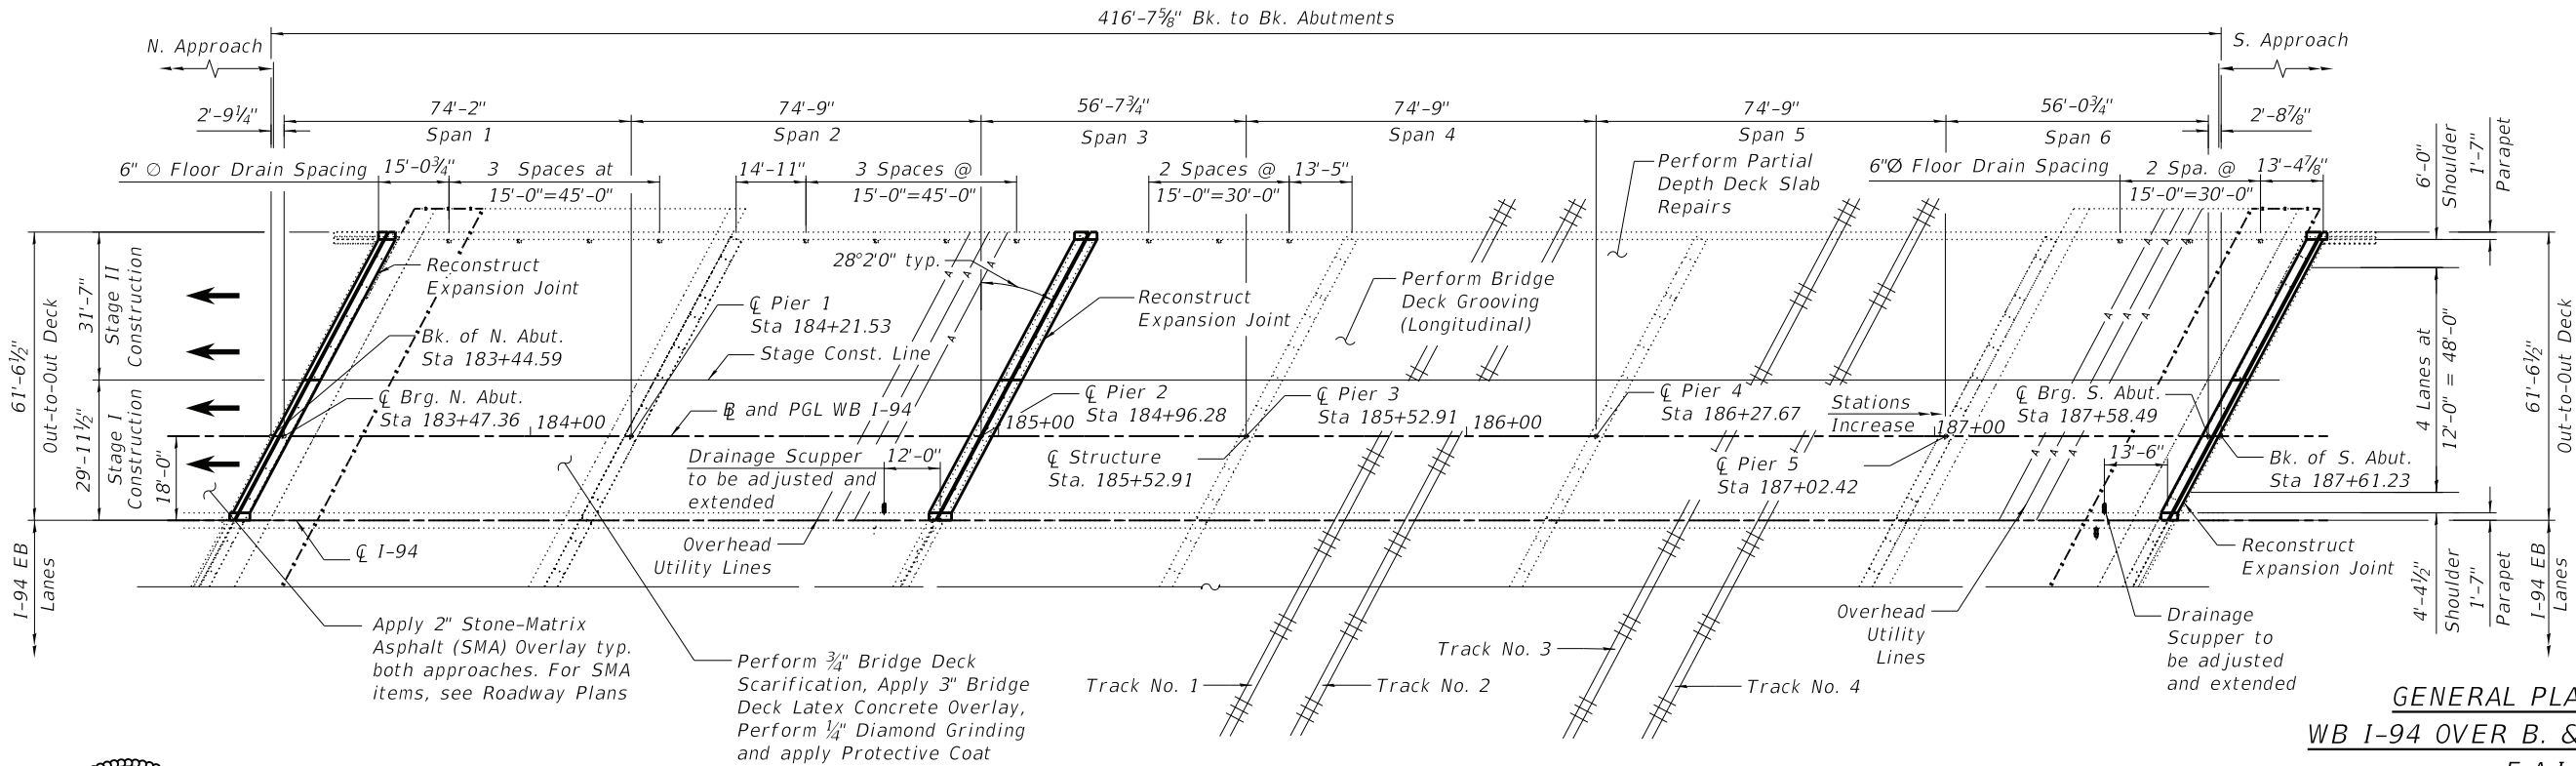 416'-7⅝" Bk. to Bk. Abutments
N. Approach
S. Approach
2'-9¼"
74'-2"
Span 1
74'-9"
Span 2
56'-7¾"
Span 3
74'-9"
Span 4
74'-9"
Span 5
56'-0¾"
Span 6
2'-8⅞"
6" ∅ Floor Drain Spacing
15'-0¾"
3 Spaces at
15'-0"=45'-0"
14'-11"
3 Spaces @
15'-0"=45'-0"
2 Spaces @
15'-0"=30'-0"
13'-5"
Perform Partial
Depth Deck Slab
Repairs
6"∅ Floor Drain Spacing
2 Spa. @
15'-0"=30'-0"
13'-4⅞"
6'-0"
Shoulder
1'-7"
Parapet
61'-6½"
Out-to-Out Deck
31'-7"
Stage II
Construction
29'-11½"
Stage I
Construction
18'-0"
I-94 EB
Lanes
Reconstruct
Expansion Joint
Bk. of N. Abut.
Sta 183+44.59
℄ Brg. N. Abut.
Sta 183+47.36
184+00
℄ Pier 1
Sta 184+21.53
Stage Const. Line
B and PGL WB I-94
28°2'0" typ.
A
A
A
A
Reconstruct
Expansion Joint
Perform Bridge
Deck Grooving
(Longitudinal)
185+00
℄ Pier 2
Sta 184+96.28
℄ Pier 3
Sta 185+52.91
186+00
℄ Pier 4
Sta 186+27.67
Stations
Increase
187+00
℄ Brg. S. Abut.
Sta 187+58.49
℄ Structure
Sta. 185+52.91
℄ Pier 5
Sta 187+02.42
Drainage Scupper
to be adjusted and
extended
12'-0"
13'-6"
Bk. of S. Abut.
Sta 187+61.23
4 Lanes at
12'-0" = 48'-0"
61'-6½"
Out-to-Out Deck
℄ I-94
Overhead
Utility Lines
Reconstruct
Expansion Joint
4'-4½"
Shoulder
1'-7"
Parapet
I-94 EB
Lanes
Apply 2" Stone-Matrix
Asphalt (SMA) Overlay typ.
both approaches. For SMA
items, see Roadway Plans
Perform ¾" Bridge Deck
Scarification, Apply 3" Bridge
Deck Latex Concrete Overlay,
Perform ¼" Diamond Grinding
and apply Protective Coat
Track No. 1
Track No. 2
Track No. 3
Track No. 4
Overhead
Utility
Lines
Drainage
Scupper to
be adjusted
and extended
GENERAL PLA
WB I-94 OVER B. &